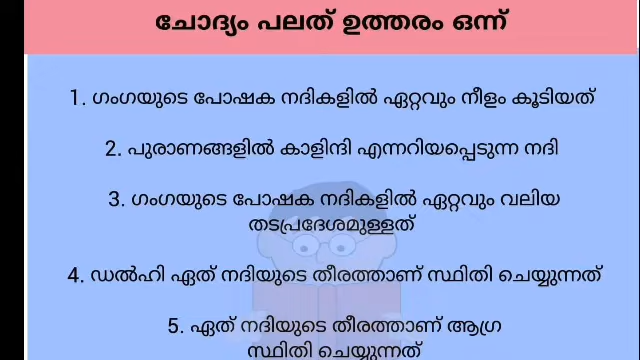 ചോദ്യം പലത് ഉത്തരം ഒന്ന്
1. ഗംഗയുടെ പോഷക നദികളിൽ ഏറ്റവും നീളം കൂടിയത്
2. പുരാണങ്ങളിൽ കാളിന്ദി എന്നറിയപ്പെടുന്ന നദി
3. ഗംഗയുടെ പോഷക നദികളിൽ ഏറ്റവും വലിയ
തടപ്രദേശമുള്ളത്
4. ഡൽഹി ഏത് നദിയുടെ തീരത്താണ് സ്ഥിതി ചെയ്യുന്നത്
5. ഏത് നദിയുടെ തീരത്താണ് ആഗ്ര
സ്ഥിതി ചെയ്യുന്നത്